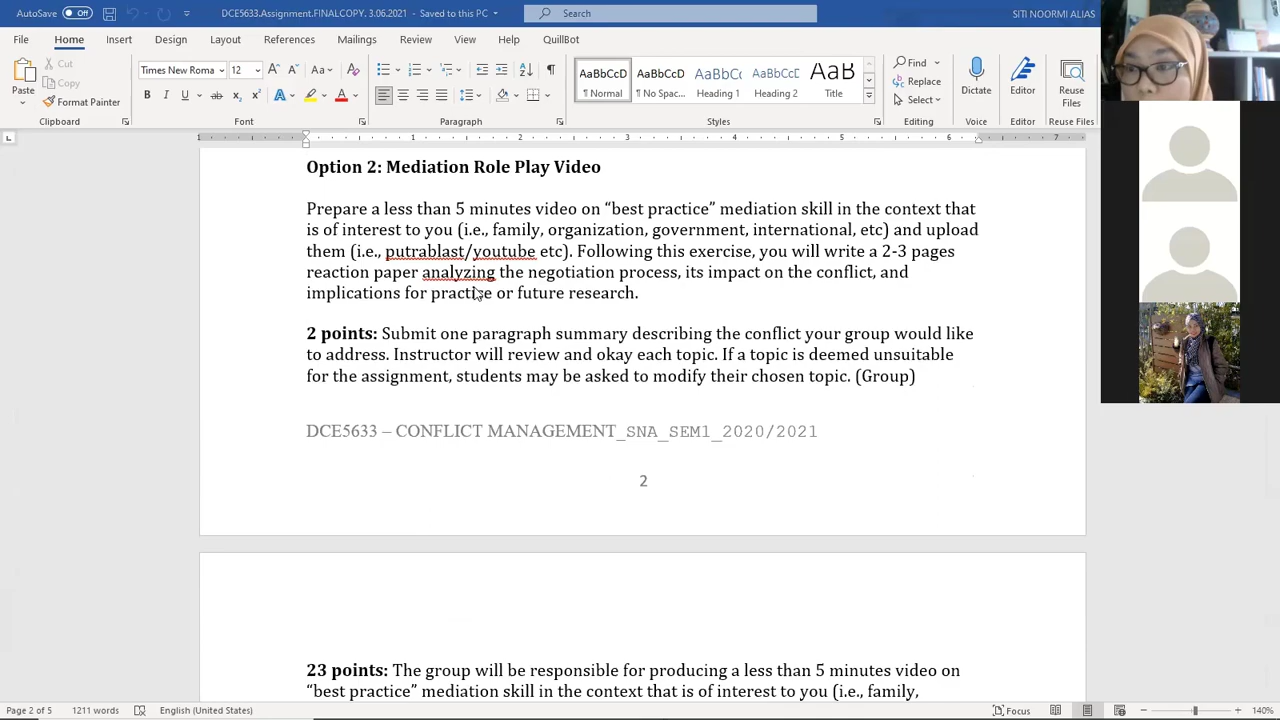 AutoSave Off DCE5633.Assignment.FINALCOPY. 3.06.2021 - Saved to this PC Search SITI NOORMI ALIAS
File Home Insert Design Layout References Mailings Review View Help QuillBot
Paste Cut Copy Format Painter
Times New Roma 12
AaBbCcD AaBbCcD AaBbCc AaBbCcD AaB
¶ Normal ¶ No Spac... Heading 1 Heading 2 Title
Find Replace Select
Dictate Editor Reuse Files
Clipboard Font Paragraph Styles Editing Voice Editor Reuse Files
1 1 2 3 4 5 6 7
Option 2: Mediation Role Play Video
Prepare a less than 5 minutes video on “best practice” mediation skill in the context that
is of interest to you (i.e., family, organization, government, international, etc) and upload
them (i.e., putrablast/youtube etc). Following this exercise, you will write a 2-3 pages
reaction paper analyzing the negotiation process, its impact on the conflict, and
implications for practice or future research.
2 points: Submit one paragraph summary describing the conflict your group would like
to address. Instructor will review and okay each topic. If a topic is deemed unsuitable
for the assignment, students may be asked to modify their chosen topic. (Group)
DCE5633 – CONFLICT MANAGEMENT_SNA_SEM1_2020/2021
2
23 points: The group will be responsible for producing a less than 5 minutes video on
“best practice” mediation skill in the context that is of interest to you (i.e., family,
Page 2 of 5 1211 words English (United States) Focus 140%